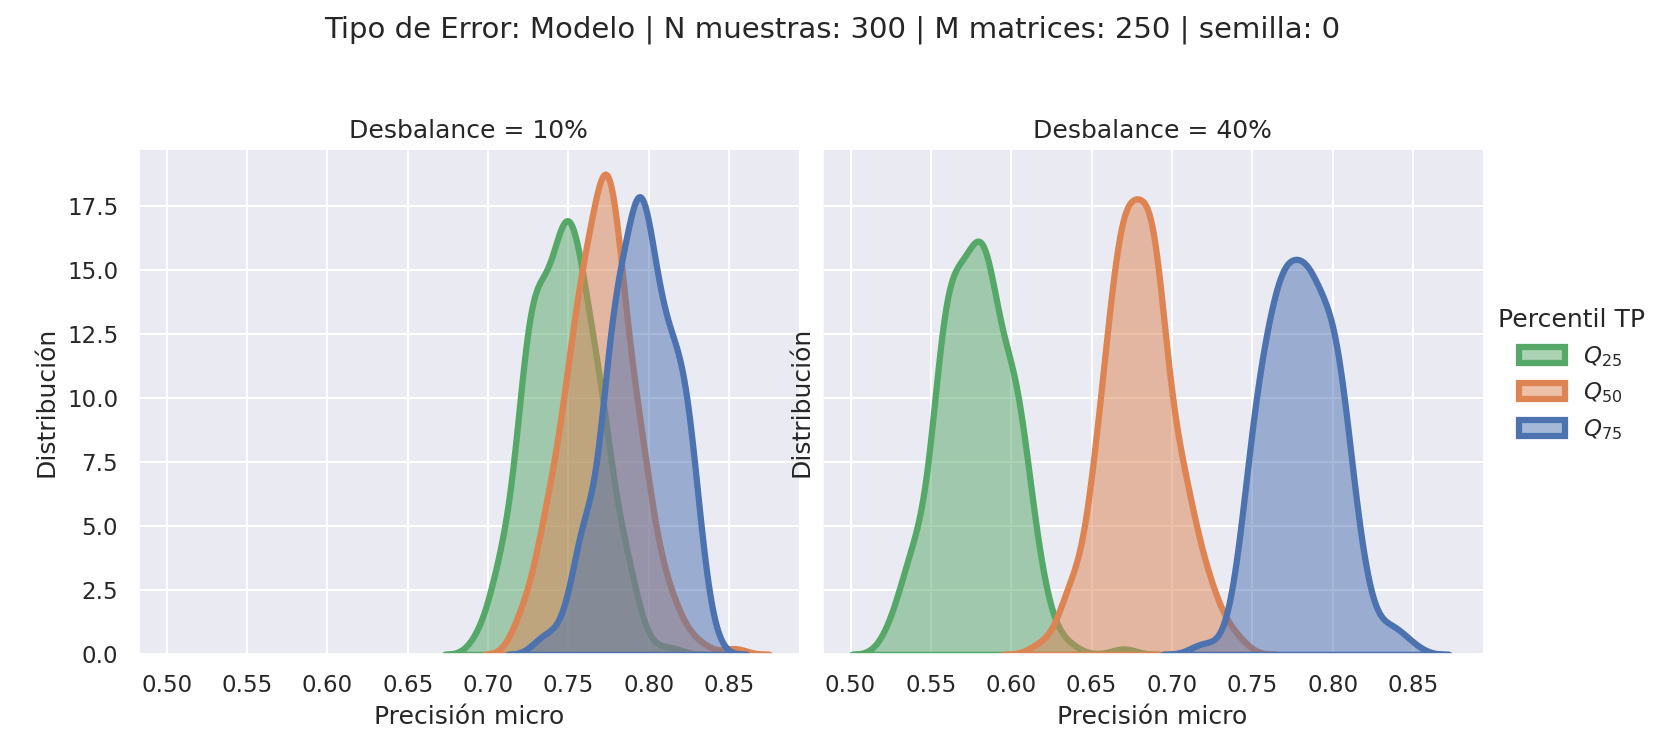 Tipo de Error: Modelo | N muestras: 300 | M matrices: 250 | semilla: 0
Desbalance = 10%
Desbalance = 40%
Distribución
17.5
15.0
12.5
10.0
7.5
5.0
2.5
0.0
0.50 0.55 0.60 0.65 0.70 0.75 0.80 0.85
Precisión micro
Distribución
0.50 0.55 0.60 0.65 0.70 0.75 0.80 0.85
Precisión micro
Percentil TP
Q25
Q50
Q75